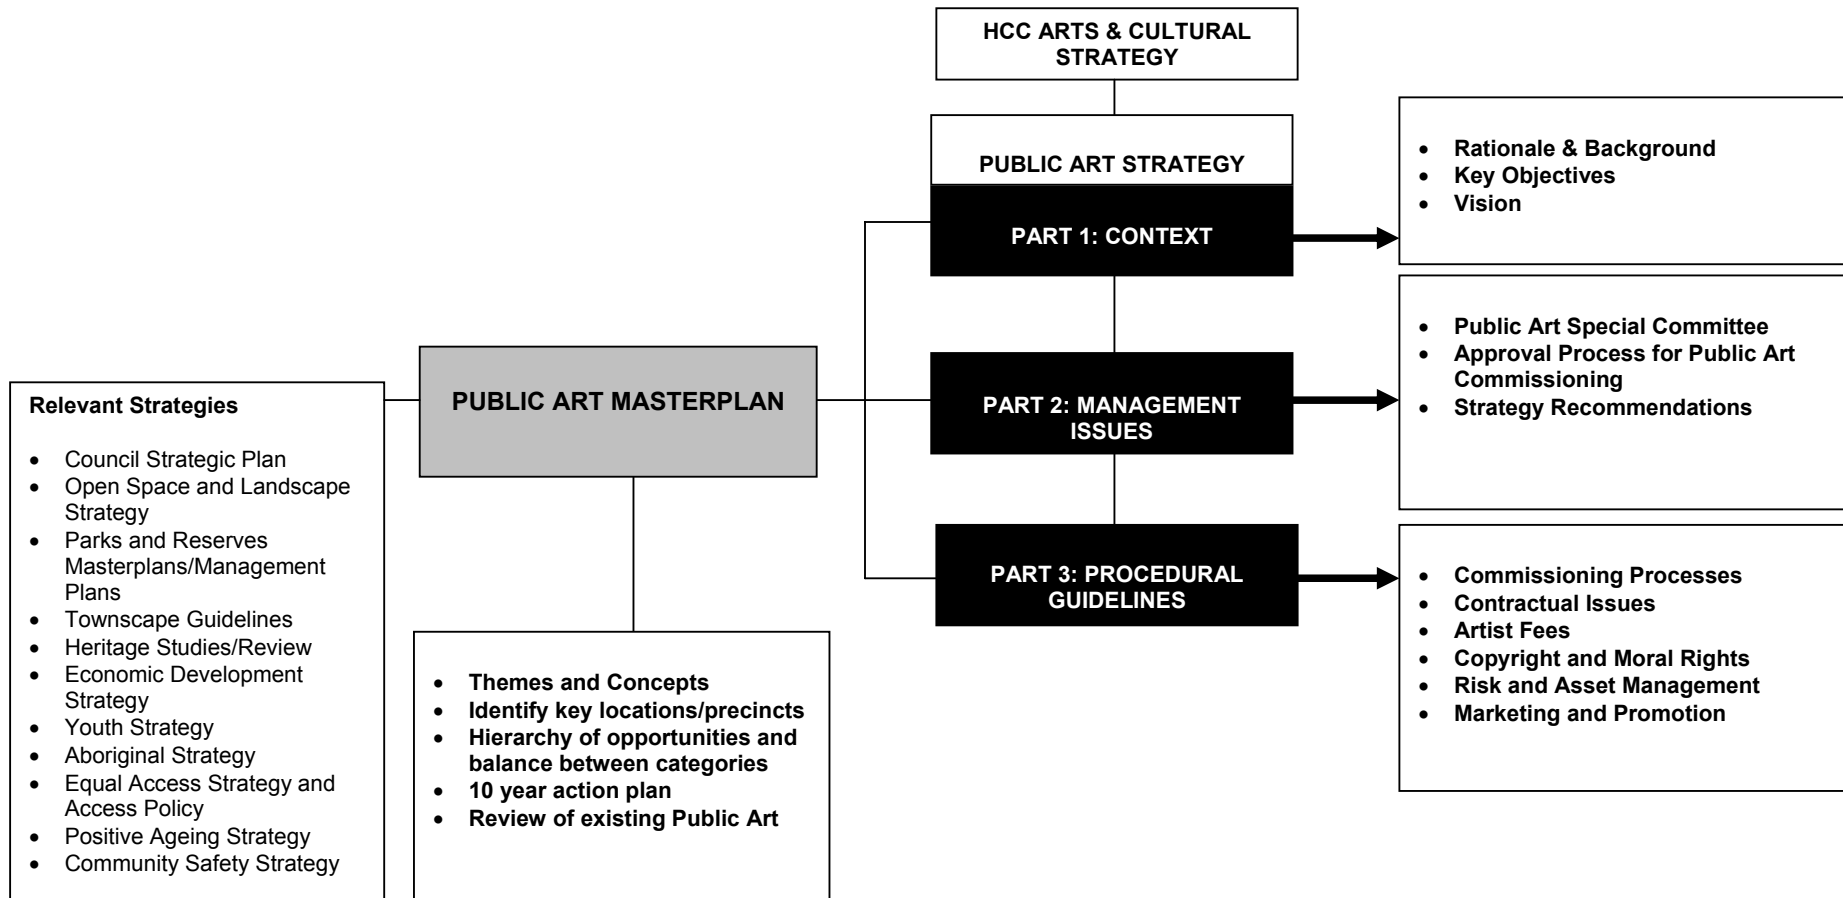 HCC ARTS & CULTURAL
STRATEGY
PUBLIC ART STRATEGY
PART 1: CONTEXT
• Rationale & Background
• Key Objectives
• Vision
PART 2: MANAGEMENT
ISSUES
• Public Art Special Committee
• Approval Process for Public Art
Commissioning
• Strategy Recommendations
PART 3: PROCEDURAL
GUIDELINES
• Commissioning Processes
• Contractual Issues
• Artist Fees
• Copyright and Moral Rights
• Risk and Asset Management
• Marketing and Promotion
PUBLIC ART MASTERPLAN
• Themes and Concepts
• Identify key locations/precincts
• Hierarchy of opportunities and
balance between categories
• 10 year action plan
• Review of existing Public Art
Relevant Strategies
• Council Strategic Plan
• Open Space and Landscape
Strategy
• Parks and Reserves
Masterplans/Management
Plans
• Townscape Guidelines
• Heritage Studies/Review
• Economic Development
Strategy
• Youth Strategy
• Aboriginal Strategy
• Equal Access Strategy and
Access Policy
• Positive Ageing Strategy
• Community Safety Strategy